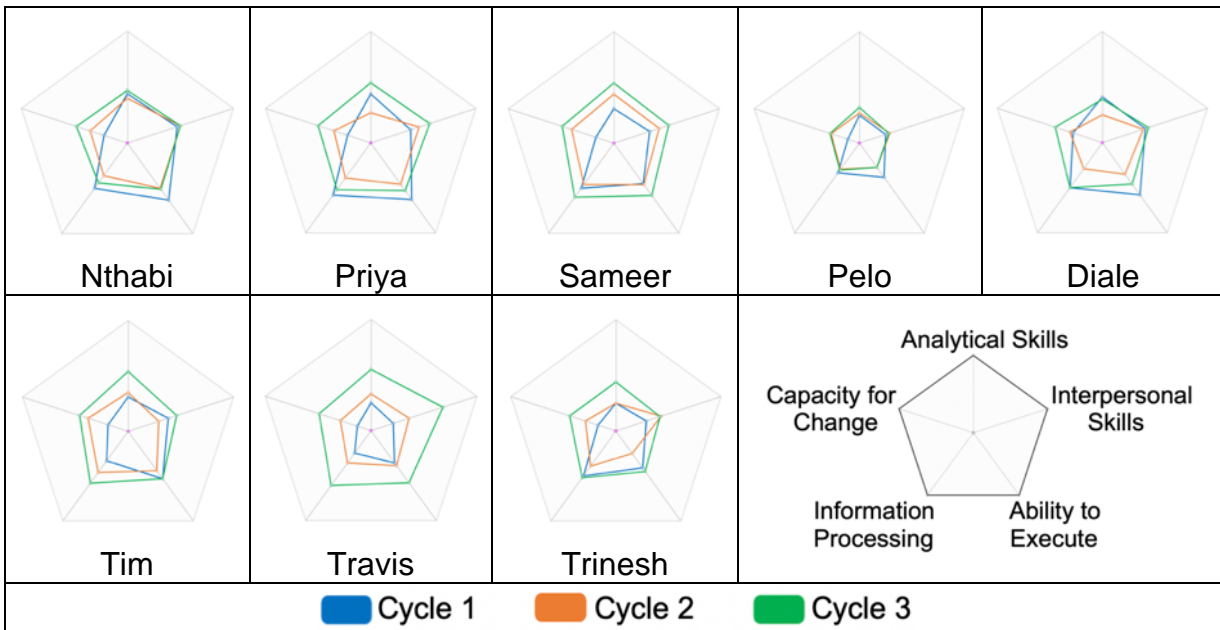 Nthabi
Priya
Sameer
Pelo
Diale
Tim
Travis
Trinesh
Analytical Skills
Capacity for
Change
Interpersonal
Skills
Information
Processing
Ability to
Execute
Cycle 1
Cycle 2
Cycle 3